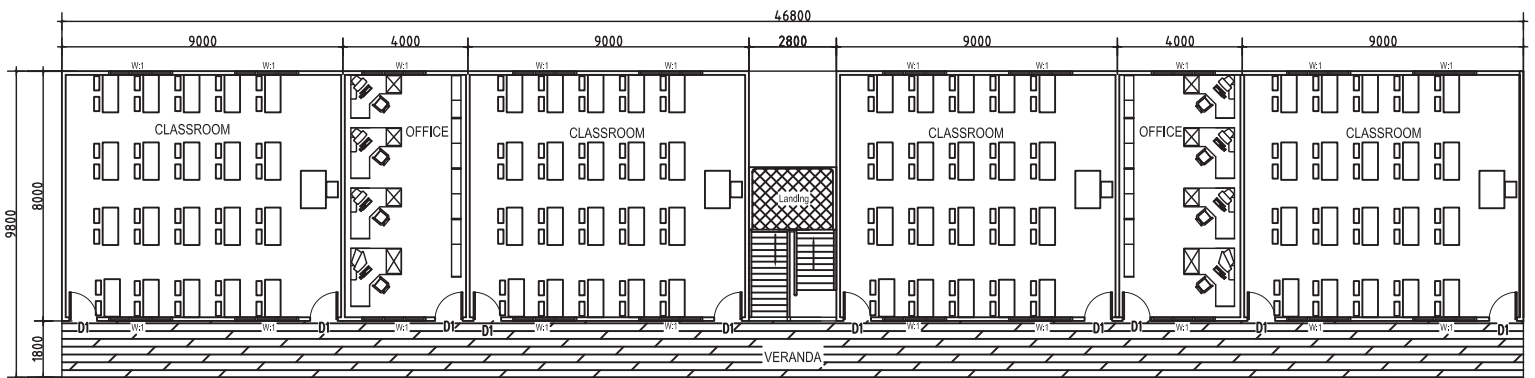 46800
9000 4000 9000 2800 9000 4000 9000
W:1 W:1 W:1 W:1 W:1 W:1 W:1 W:1 W:1 W:1
CLASSROOM OFFICE CLASSROOM CLASSROOM OFFICE CLASSROOM
8000
9800
Landing
D1 W:1 W:1 D1 W:1 D1 D1 W:1 W:1 D1 D1 W:1 W:1 D1 D1 W:1 D1 W:1 W:1 D1
1800
VERANDA